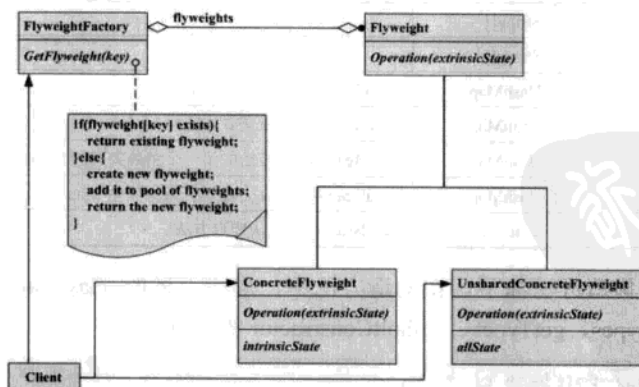 FlyweightFactory
flyweights
Flyweight
GetFlyweight(key)
Operation(extrinsicState)
if(flyweight[key] exists){
return existing flyweight;
}else{
create new flyweight;
add it to pool of flyweights;
return the new flyweight;
}
ConcreteFlyweight
UnsharedConcreteFlyweight
Operation(extrinsicState)
Operation(extrinsicState)
intrinsicState
allState
Client